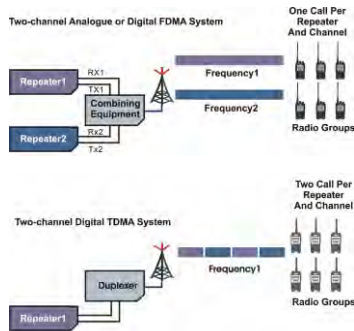 Two-channel Analogue or Digital FDMA System
One Call Per
Repeater
And Channel
Repeater1
RX1
TX1
Combining
Equipment
Rx2
Tx2
Repeater2
Frequency1
Frequency2
Radio Groups
Two-channel Digital TDMA System
Two Call Per
Repeater
And Channel
Duplexer
Frequency1
Repeater1
Radio Groups